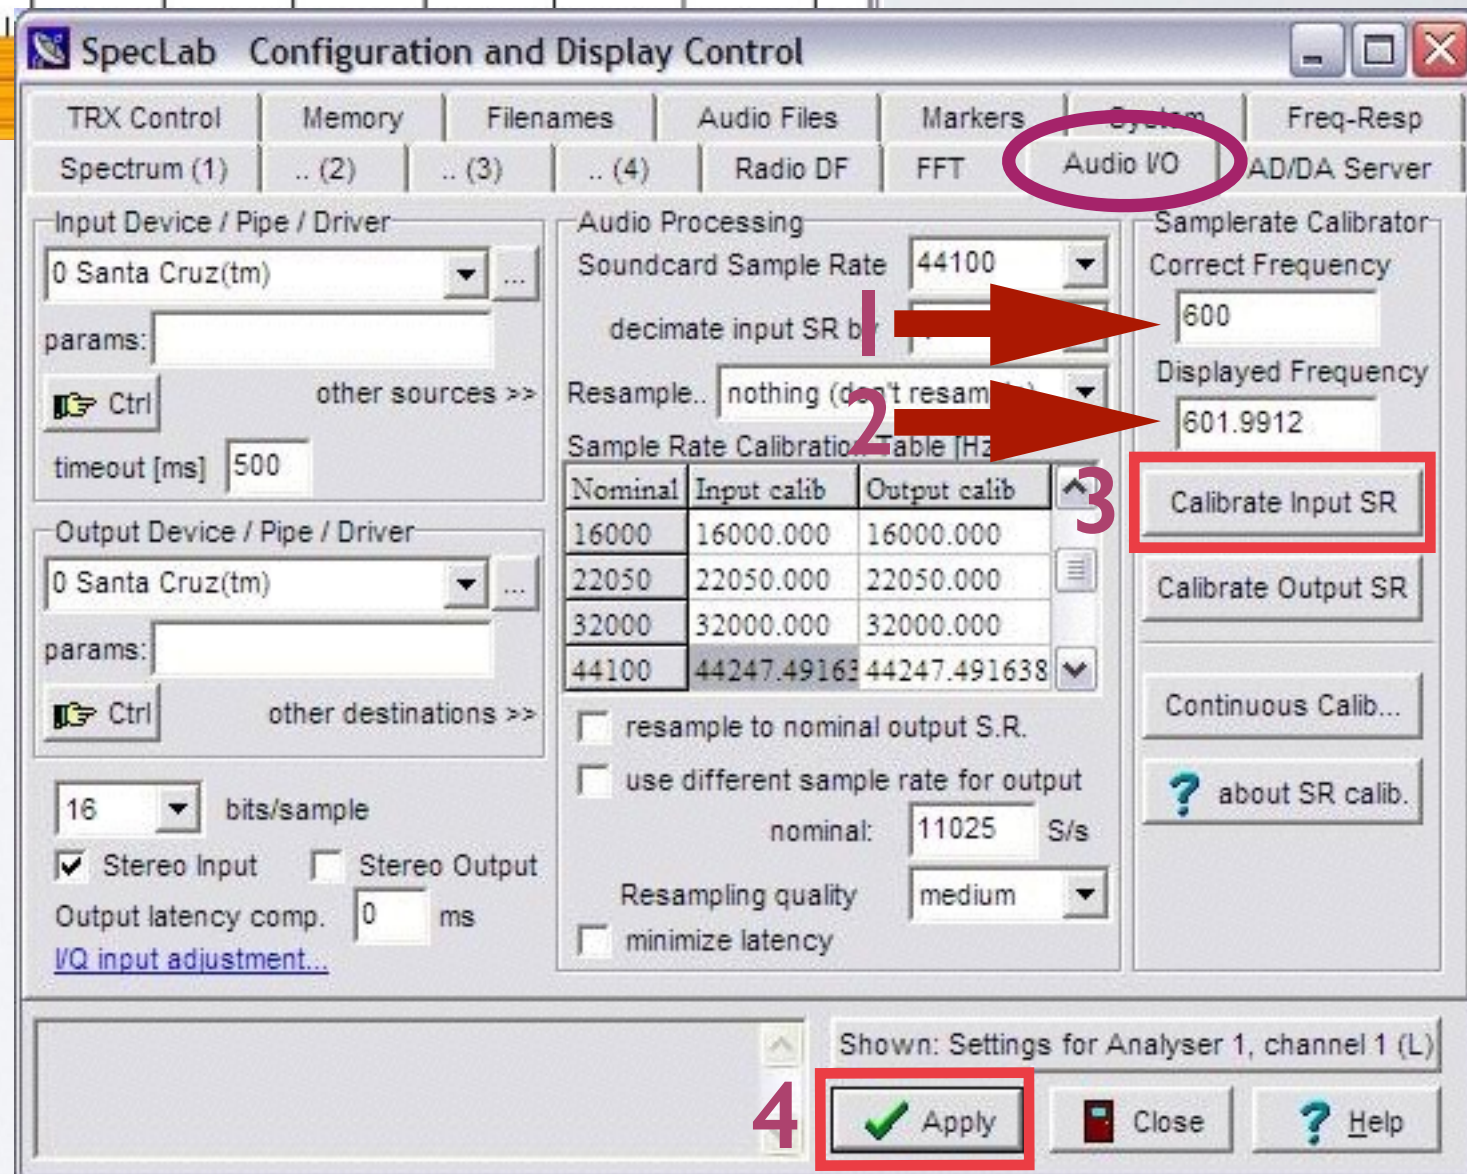 SpecLab Configuration and Display Control
TRX Control Memory Filenames Audio Files Markers System Freq-Resp
Spectrum (1) .. (2) .. (3) .. (4) Radio DF FFT Audio I/O AD/DA Server
Input Device / Pipe / Driver
0 Santa Cruz(tm) ...
params:
Ctrl other sources >>
timeout [ms] 500
Output Device / Pipe / Driver
0 Santa Cruz(tm) ...
params:
Ctrl other destinations >>
16 bits/sample
Stereo Input Stereo Output
Output latency comp. 0 ms
I/Q input adjustment...
Audio Processing
Soundcard Sample Rate 44100
decimate input SR by
1
Resample.. nothing (don't resample)
2
Sample Rate Calibration Table [Hz
Nominal Input calib Output calib
16000 16000.000 16000.000
22050 22050.000 22050.000
32000 32000.000 32000.000
44100 44247.49163 44247.491638
resample to nominal output S.R.
use different sample rate for output
nominal: 11025 S/s
Resampling quality medium
minimize latency
Samplerate Calibrator
Correct Frequency
600
Displayed Frequency
601.9912
3
Calibrate Input SR
Calibrate Output SR
Continuous Calib...
? about SR calib.
Shown: Settings for Analyser 1, channel 1 (L)
4
Apply Close ? Help